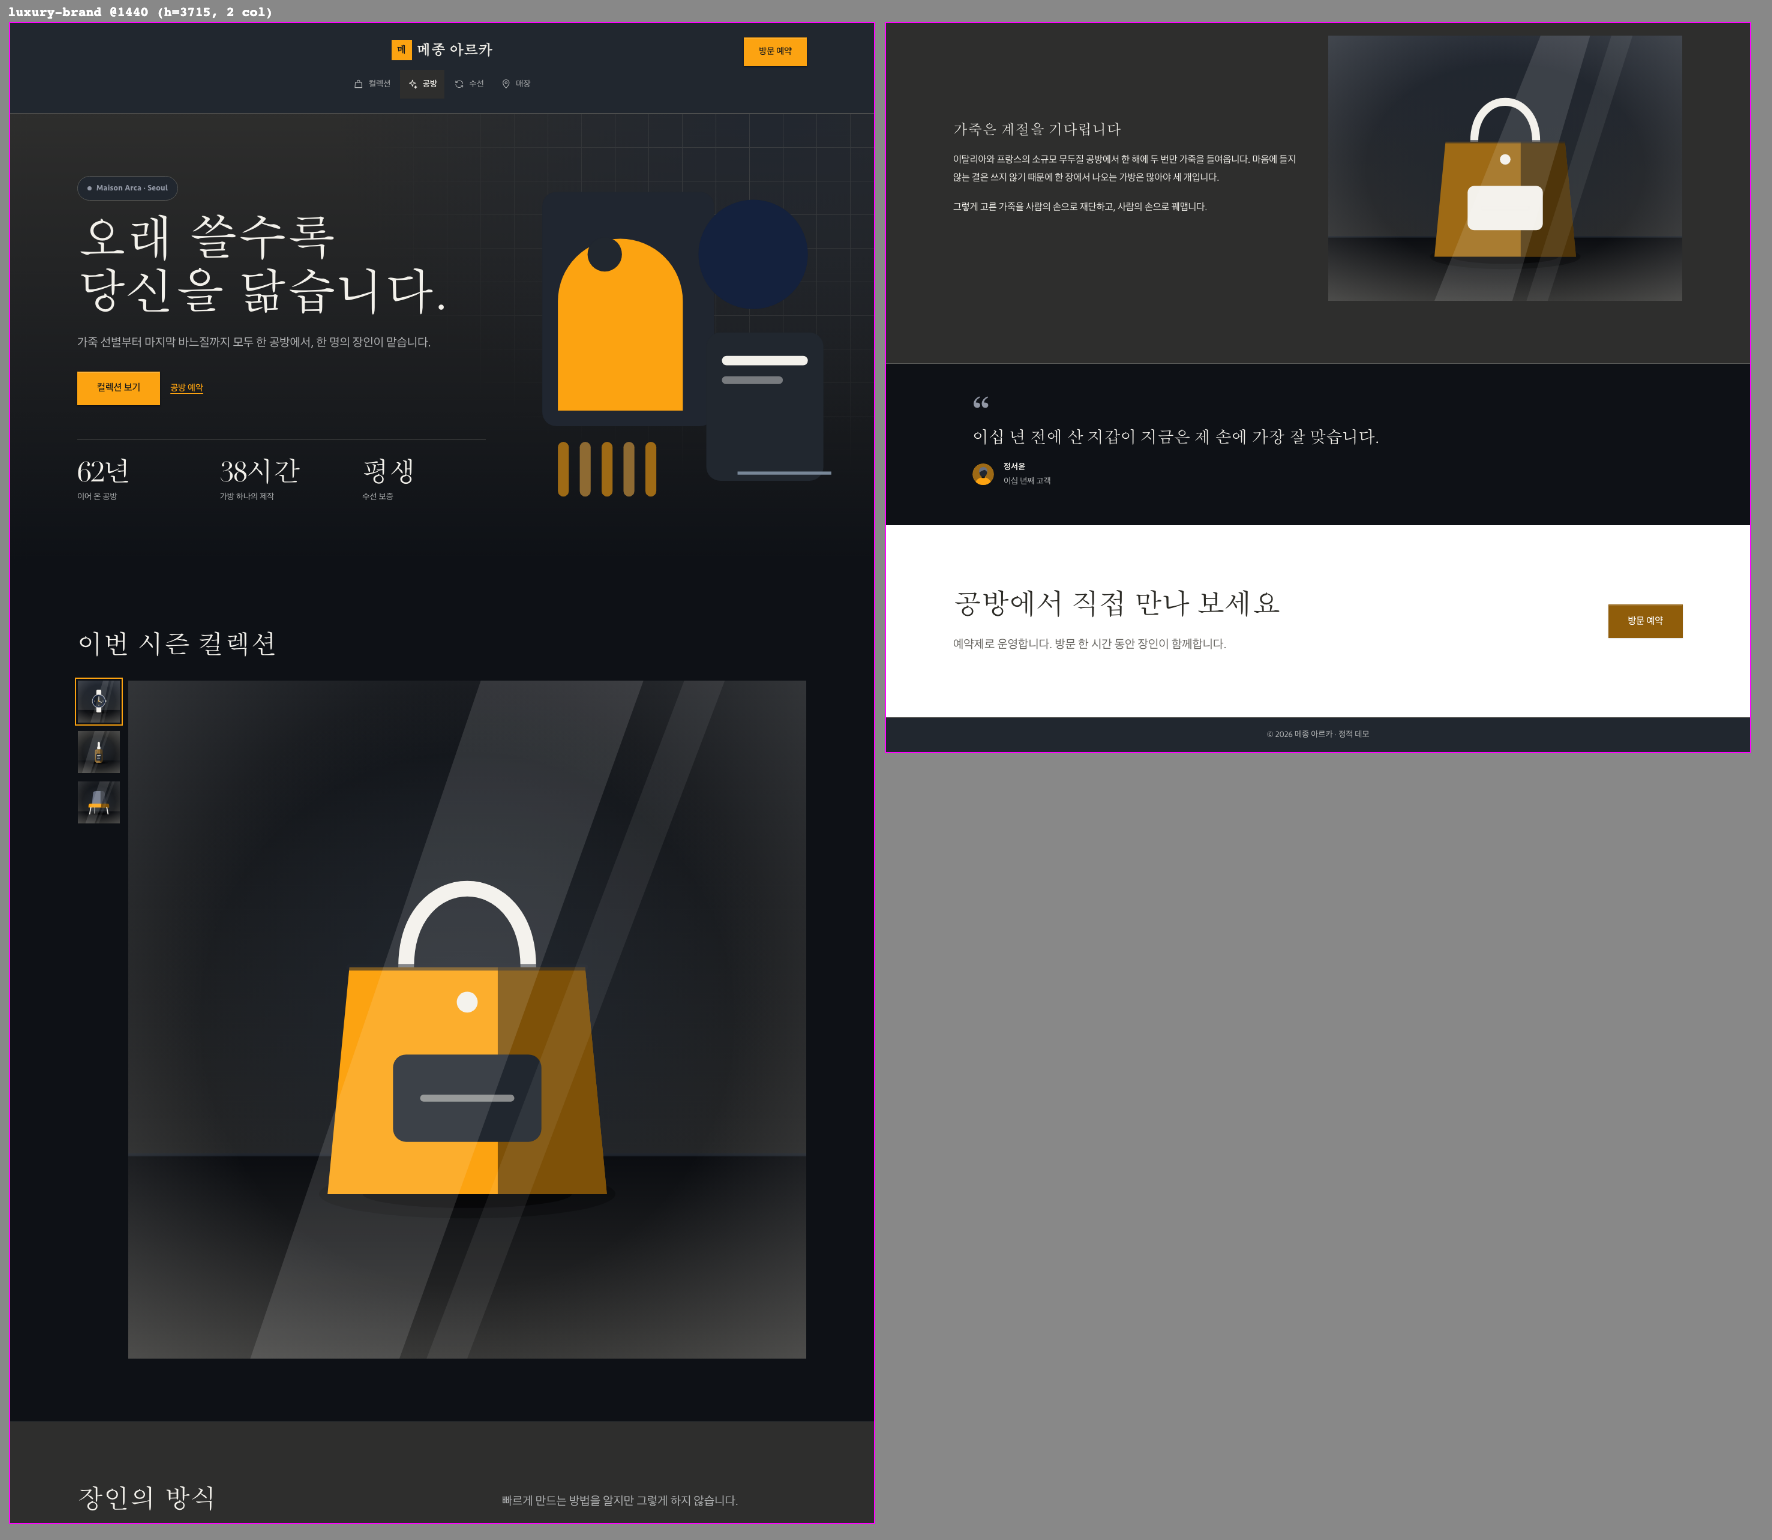 luxury-brand @1440 (h=3715, 2 col)
메 메종 아르카
방문 예약
컬렉션 공방 수선 매장
Maison Arca · Seoul
오래 쓸수록
당신을 닮습니다.
가죽 선별부터 마지막 바느질까지 모두 한 공방에서, 한 명의 장인이 맡습니다.
컬렉션 보기 공방 예약
62년 38시간 평생
이어 온 공방 가방 하나의 제작 수선 보증
이번 시즌 컬렉션
장인의 방식
빠르게 만드는 방법을 알지만 그렇게 하지 않습니다.
가죽은 계절을 기다립니다
이탈리아와 프랑스의 소규모 무두질 공방에서 한 해에 두 번만 가죽을 들여옵니다. 마음에 들지
않는 결은 쓰지 않기 때문에 한 장에서 나오는 가방은 많아야 세 개입니다.
그렇게 고른 가죽을 사람의 손으로 재단하고, 사람의 손으로 꿰맵니다.
“
이십 년 전에 산 지갑이 지금은 제 손에 가장 잘 맞습니다.
정서윤
이십 년째 고객
공방에서 직접 만나 보세요
예약제로 운영합니다. 방문 한 시간 동안 장인이 함께합니다.
방문 예약
© 2026 메종 아르카 · 정적 데모